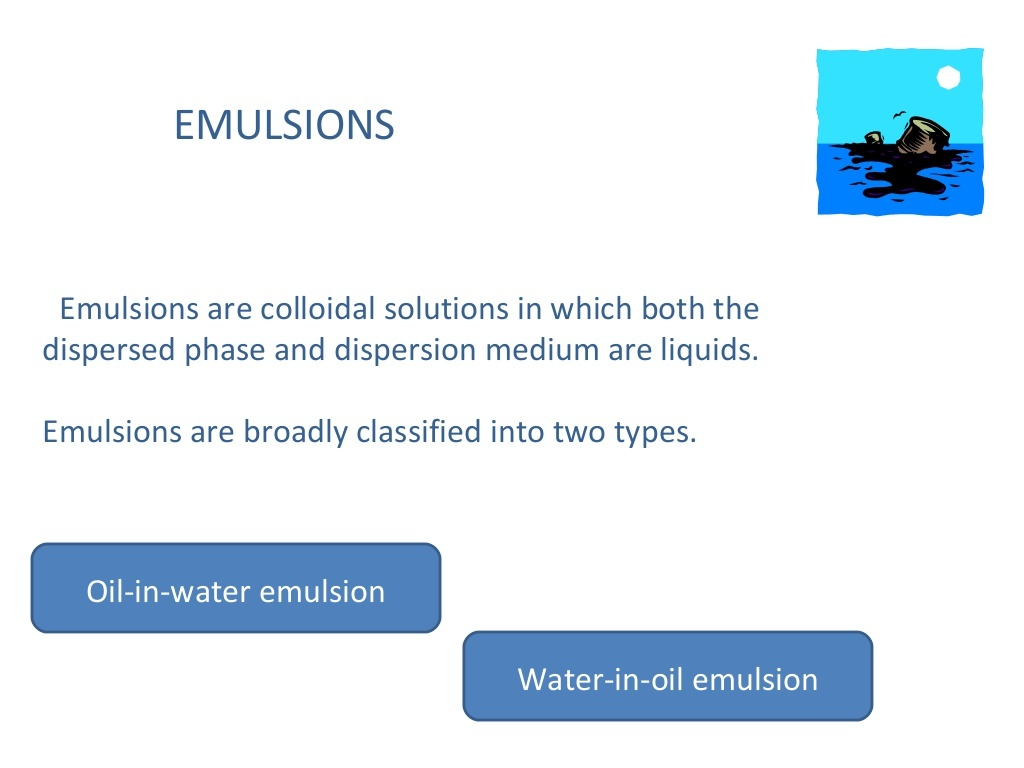 EMULSIONS
Emulsions are colloidal solutions in which both the
dispersed phase and dispersion medium are liquids.
Emulsions are broadly classified into two types.
Oil-in-water emulsion
Water-in-oil emulsion